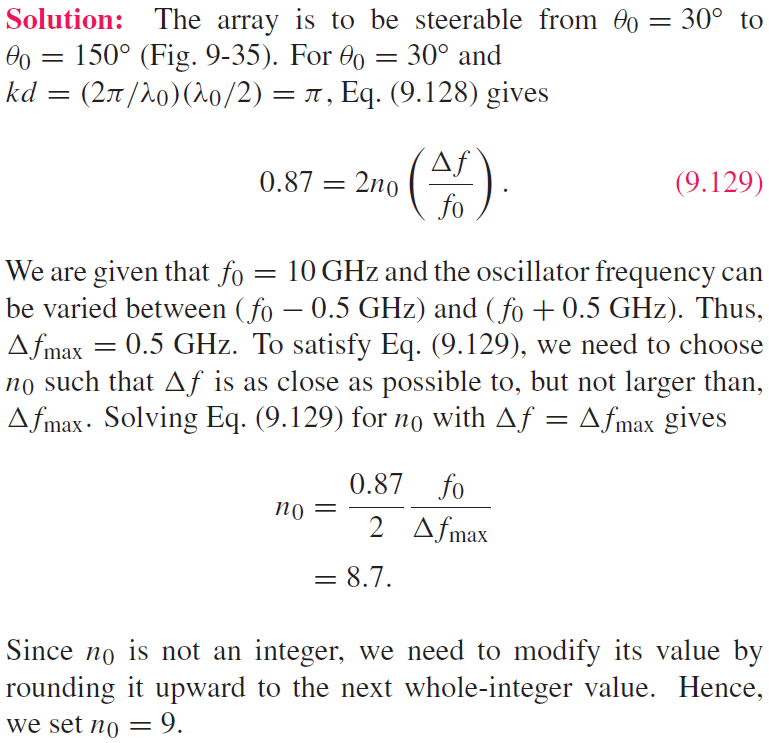 Solution: The array is to be steerable from θ₀ = 30° to
θ₀ = 150° (Fig. 9-35). For θ₀ = 30° and
kd = (2π/λ₀)(λ₀/2) = π, Eq. (9.128) gives
0.87 = 2n₀ (Δf/f₀). (9.129)
We are given that f₀ = 10 GHz and the oscillator frequency can
be varied between (f₀ − 0.5 GHz) and (f₀ + 0.5 GHz). Thus,
Δfmax = 0.5 GHz. To satisfy Eq. (9.129), we need to choose
n₀ such that Δf is as close as possible to, but not larger than,
Δfmax. Solving Eq. (9.129) for n₀ with Δf = Δfmax gives
n₀ = (0.87/2) (f₀/Δfmax)
= 8.7.
Since n₀ is not an integer, we need to modify its value by
rounding it upward to the next whole-integer value. Hence,
we set n₀ = 9.